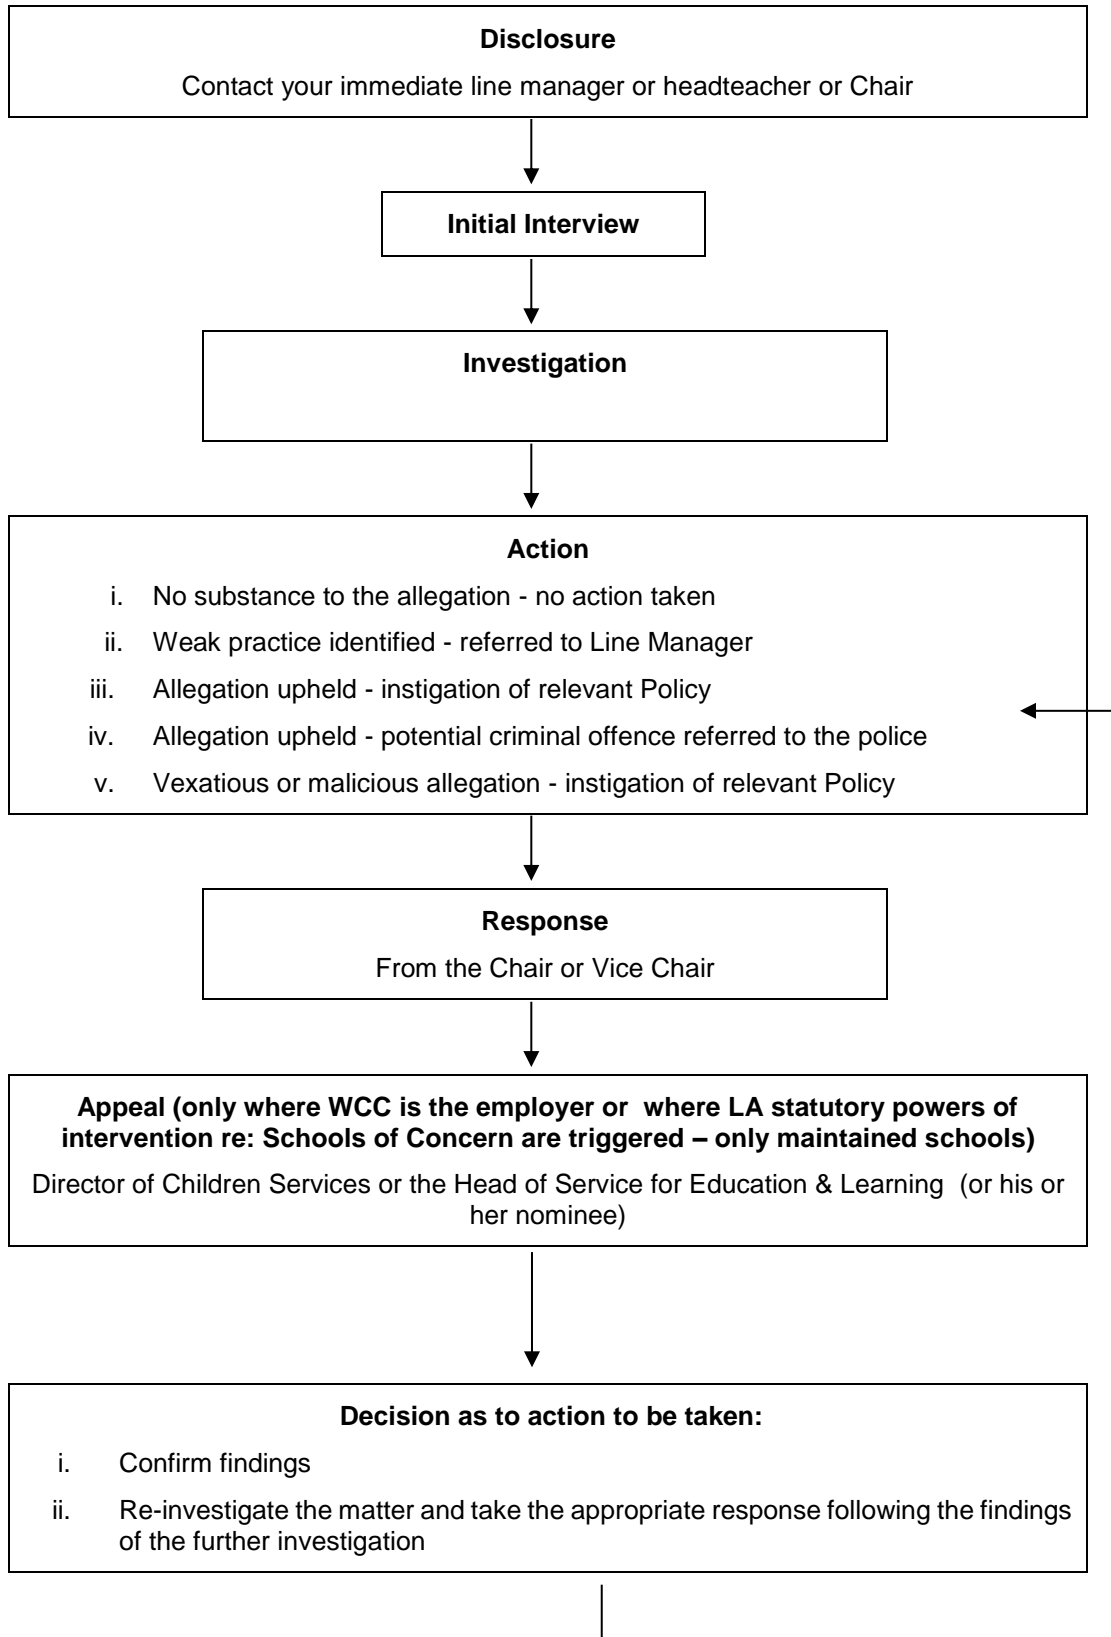 Disclosure
Contact your immediate line manager or headteacher or Chair
Initial Interview
Investigation
Action
i. No substance to the allegation - no action taken
ii. Weak practice identified - referred to Line Manager
iii. Allegation upheld - instigation of relevant Policy
iv. Allegation upheld - potential criminal offence referred to the police
v. Vexatious or malicious allegation - instigation of relevant Policy
Response
From the Chair or Vice Chair
Appeal (only where WCC is the employer or where LA statutory powers of
intervention re: Schools of Concern are triggered – only maintained schools)
Director of Children Services or the Head of Service for Education & Learning (or his or
her nominee)
Decision as to action to be taken:
i. Confirm findings
ii. Re-investigate the matter and take the appropriate response following the findings
of the further investigation